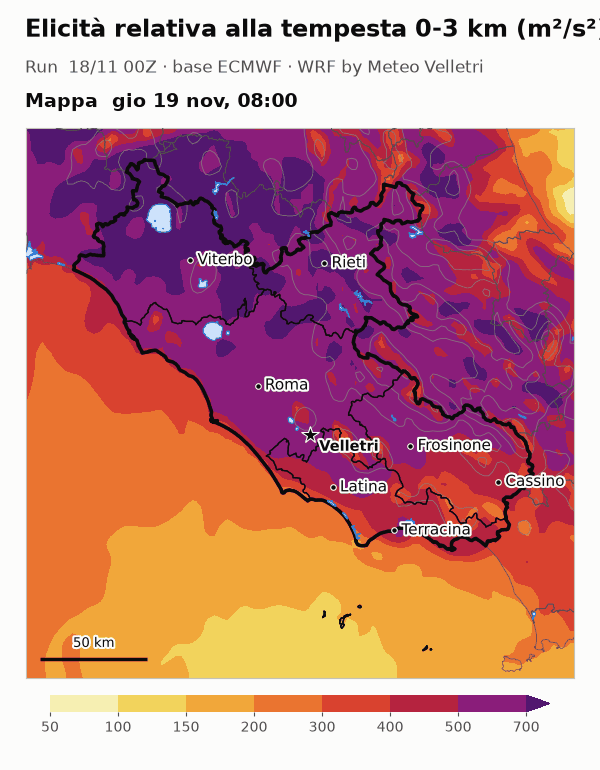 Elicità relativa alla tempesta 0-3 km (m²/s²)
Run 18/11 00Z · base ECMWF · WRF by Meteo Velletri
Mappa gio 19 nov, 08:00
Viterbo
Rieti
Roma
Velletri
Frosinone
Latina
Cassino
Terracina
50 km
50 100 150 200 300 400 500 700